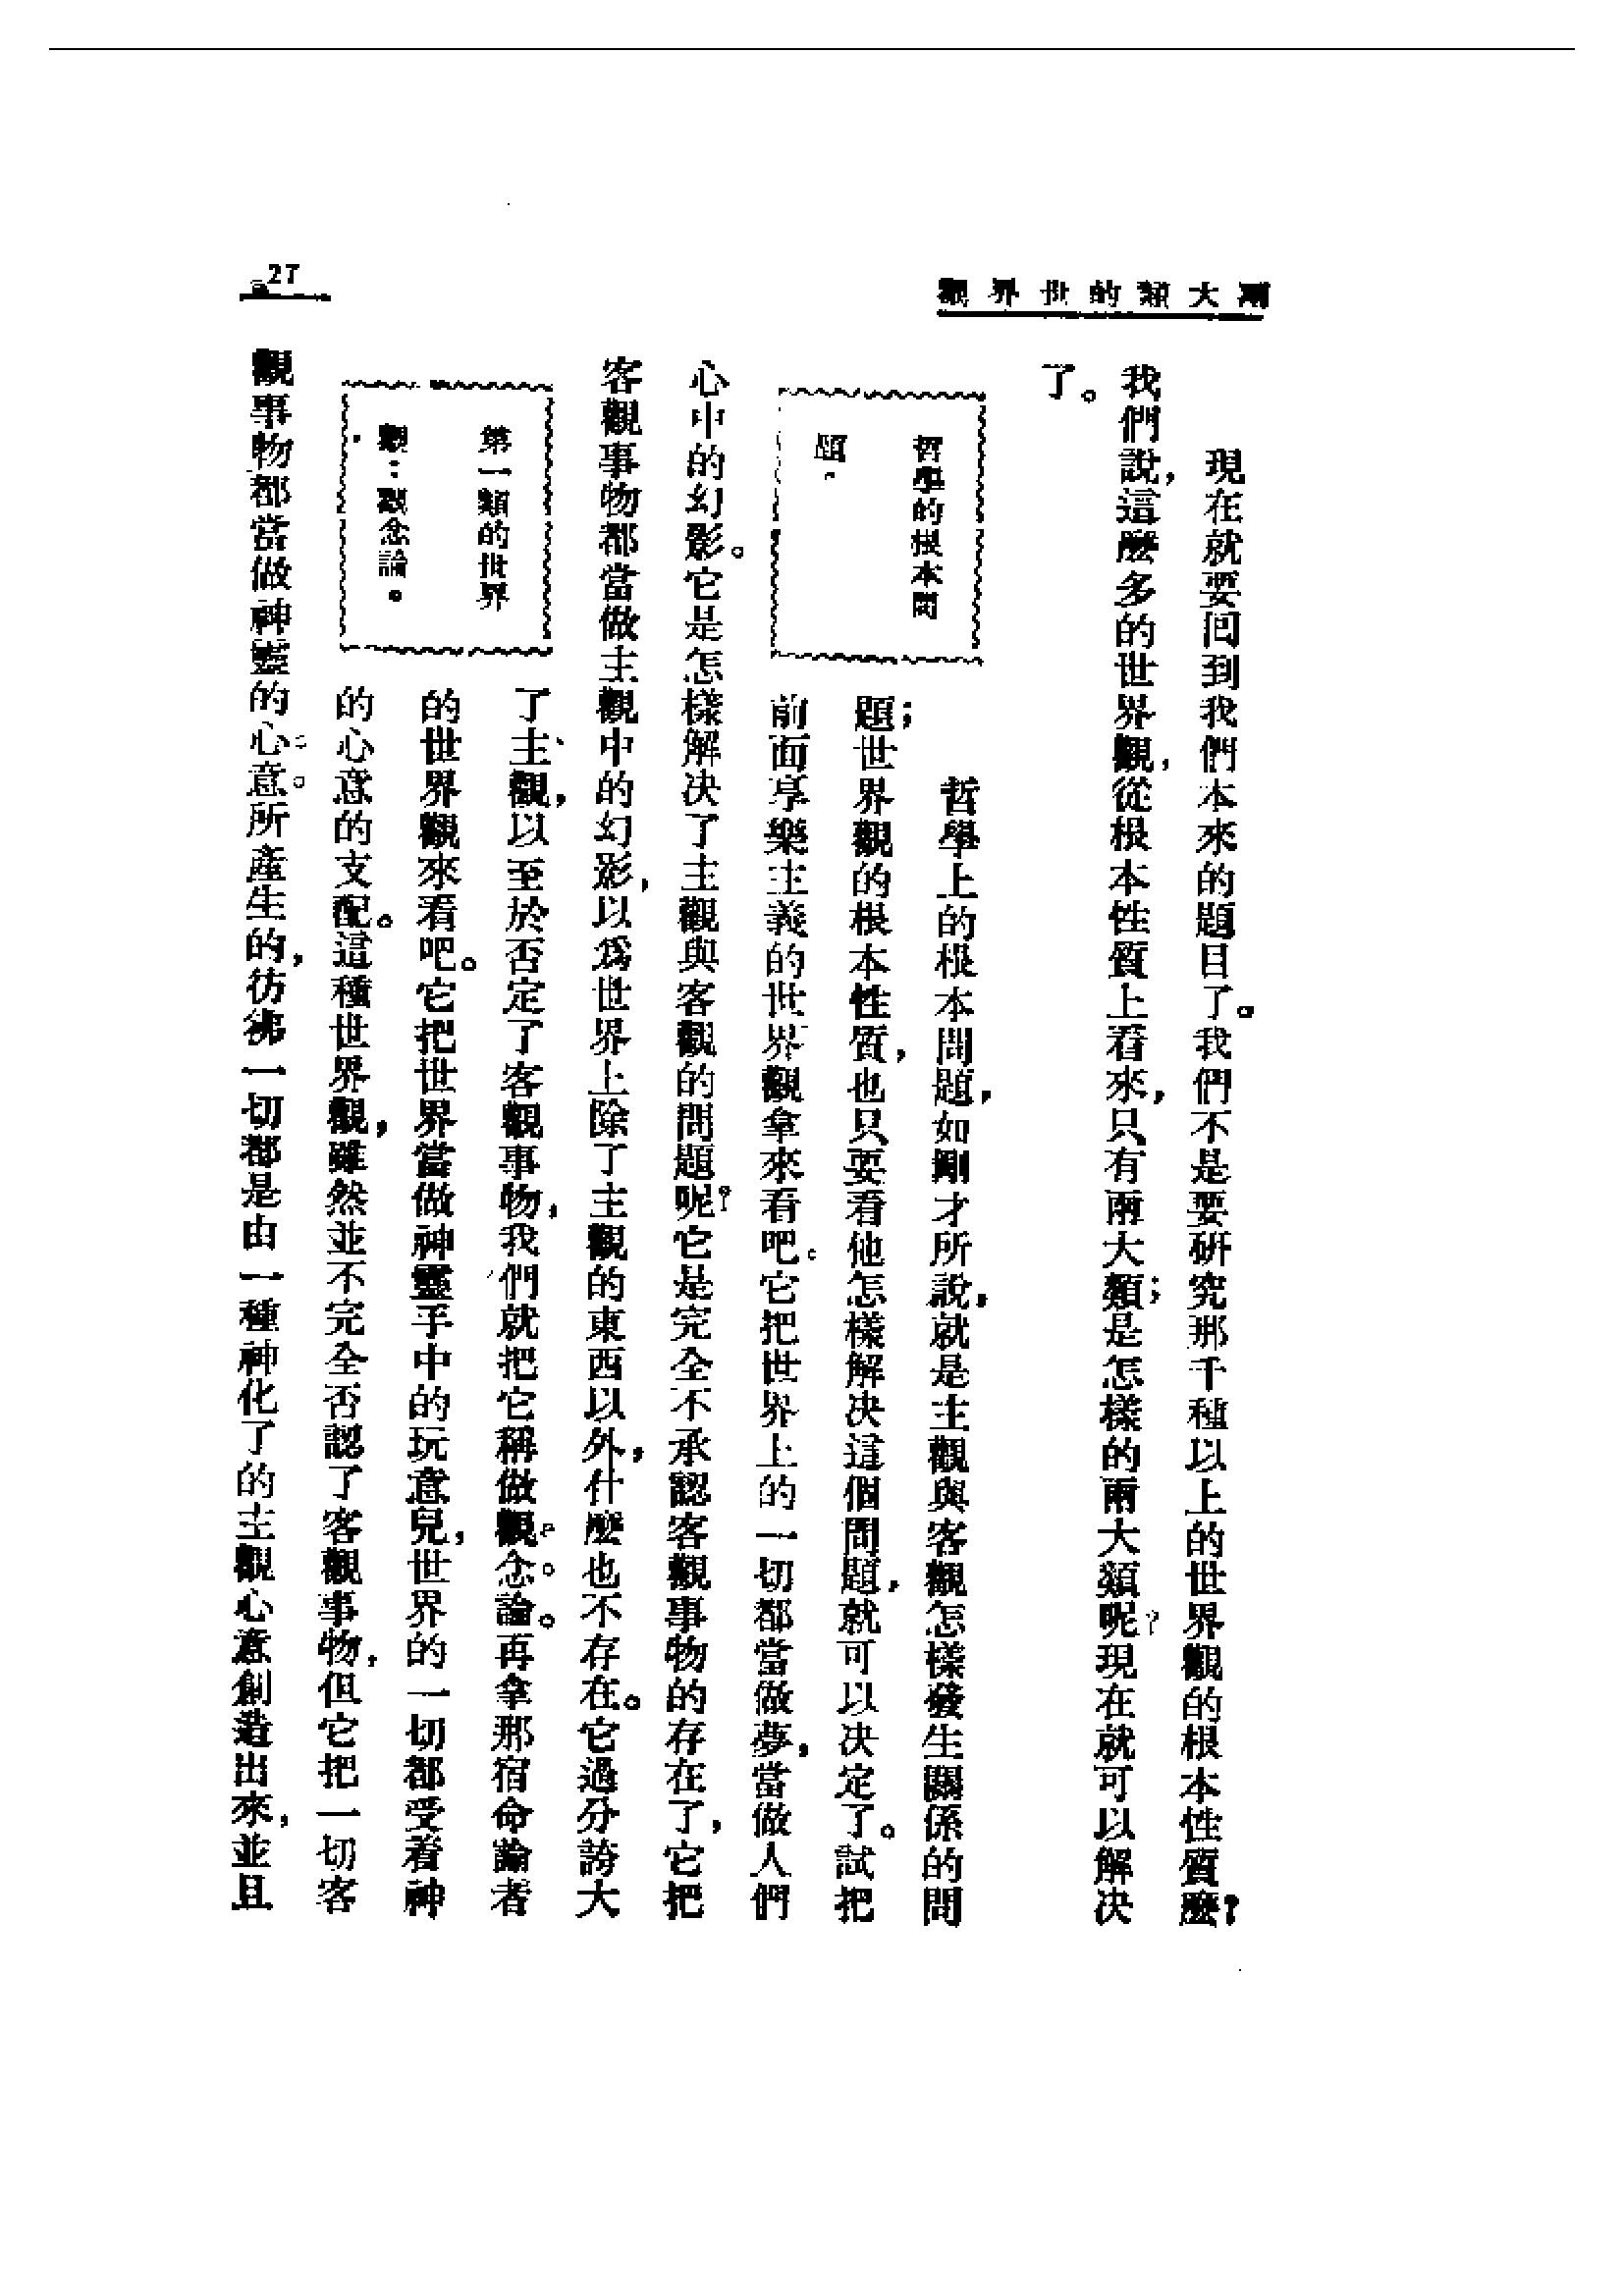 兩大類的世界觀
27
現在就要回到我們本來的題目了。我們不是要研究那千種以上的世界觀的根本性質麼?
我們說,這麼多的世界觀,從根本性質上看來,只有兩大類;是怎樣的兩大類呢?現在就可以解決
了。
哲學的根本問
題。
哲學上的根本問題,如剛才所說,就是主觀與客觀怎樣發生關係的問
題;世界觀的根本性質,也只要看他怎樣解決這個問題,就可以決定了。試把
前面享樂主義的世界觀拿來看吧。它把世界上的一切都當做夢,當做人們
心中的幻影。它是怎樣解決了主觀與客觀的問題呢?它是完全不承認客觀事物的存在了,它把
客觀事物都當做主觀中的幻影,以爲世界上除了主觀的東西以外,什麼也不存在。它過分誇大
第一類的世界
觀:觀念論。
了主觀,以至於否定了客觀事物,我們就把它稱做觀念論。再拿那宿命論者
的世界觀來看吧。它把世界當做神靈手中的玩意兒,世界的一切都受着神
的心意的支配。這種世界觀,雖然並不完全否認了客觀事物,但它把一切客
觀事物都當做神靈的心意所產生的,彷彿一切都是由一種神化了的主觀心意創造出來,並且